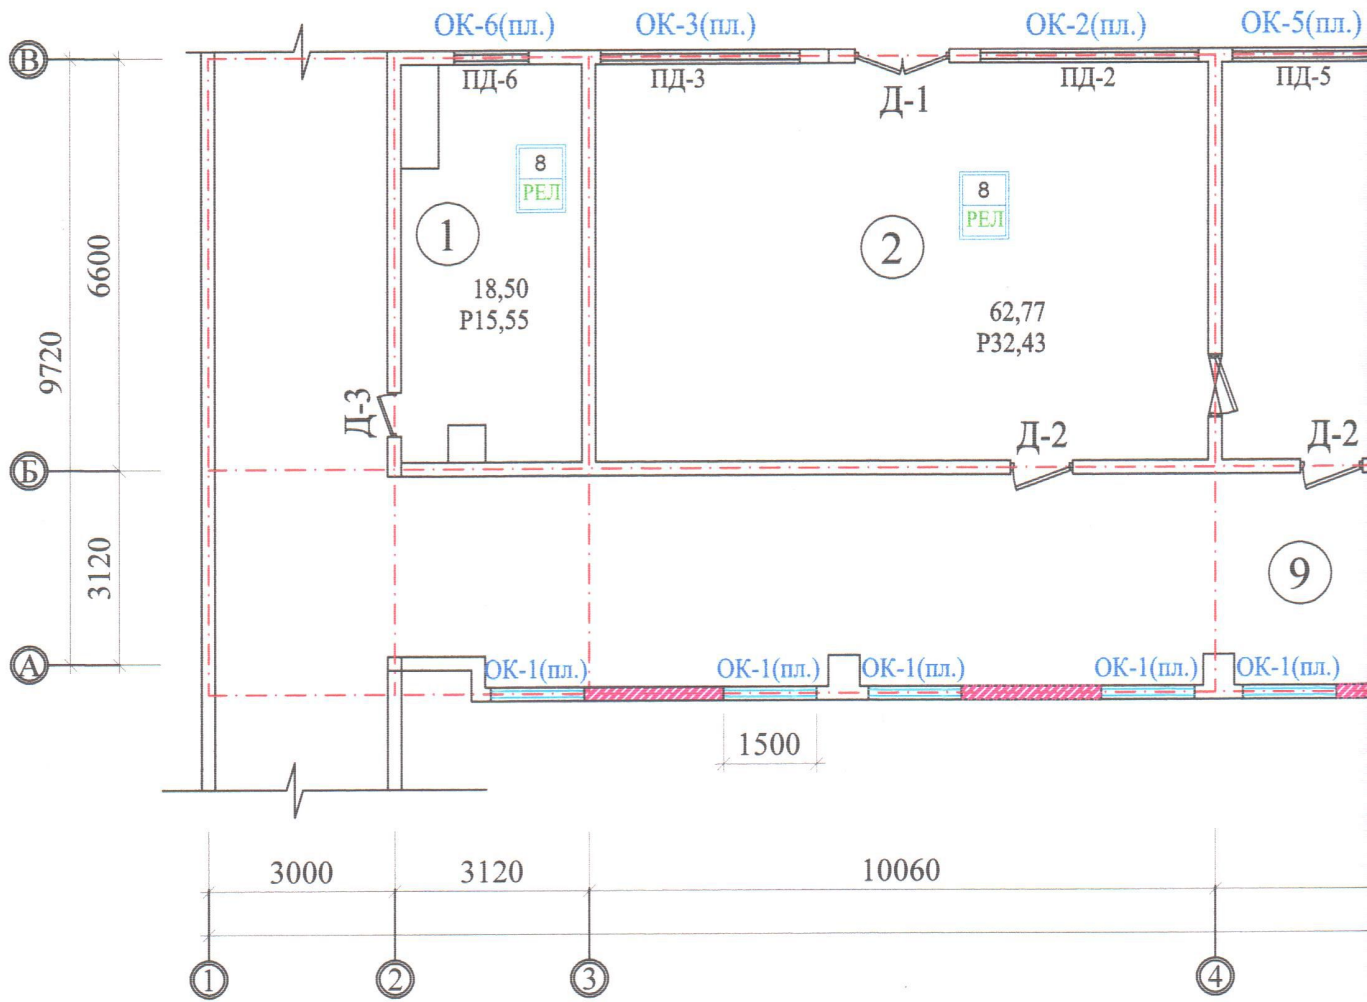 ОК-6(пл.) ОК-3(пл.) ОК-2(пл.) ОК-5(пл.)
В
ПД-6 ПД-3 ПД-2 ПД-5
Д-1
8
РЕЛ
8
РЕЛ
1
2
18,50
Р15,55
62,77
Р32,43
6600
9720
Д-3
Д-2 Д-2
Б
3120
9
А
ОК-1(пл.) ОК-1(пл.) ОК-1(пл.) ОК-1(пл.) ОК-1(пл.)
1500
3000 3120 10060
1 2 3 4